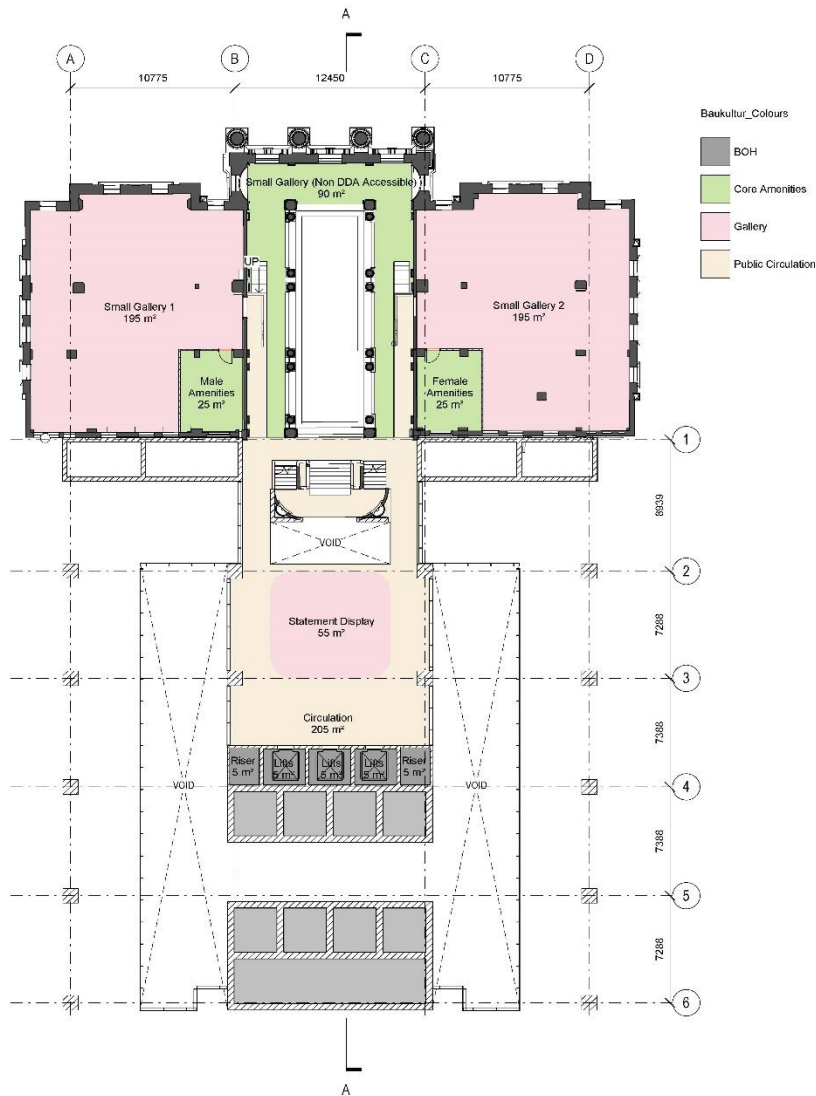 A
A
B
C
D
10775
12450
10775
Baukultur_Colours
BOH
Core Amenities
Gallery
Public Circulation
Small Gallery (Non DDA Accessible)
90 m²
UP
Small Gallery 1
195 m²
Small Gallery 2
195 m²
Male
Amenities
25 m²
Female
Amenities
25 m²
1
8939
VOID
2
Statement Display
55 m²
7288
3
Circulation
205 m²
7388
Riser
5 m²
Lifts
5 m²
Lifts
5 m²
Lifts
5 m²
Riser
5 m²
VOID
VOID
4
7388
5
7288
6
A